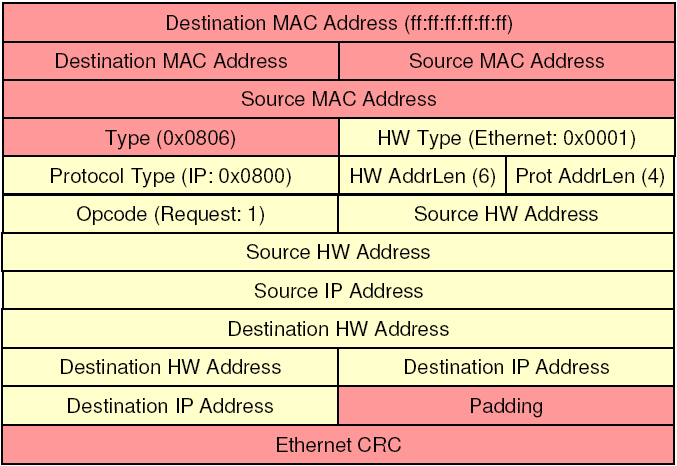 Destination MAC Address (ff:ff:ff:ff:ff:ff)
Destination MAC Address Source MAC Address
Source MAC Address
Type (0x0806) HW Type (Ethernet: 0x0001)
Protocol Type (IP: 0x0800) HW AddrLen (6) Prot AddrLen (4)
Opcode (Request: 1) Source HW Address
Source HW Address
Source IP Address
Destination HW Address
Destination HW Address Destination IP Address
Destination IP Address Padding
Ethernet CRC